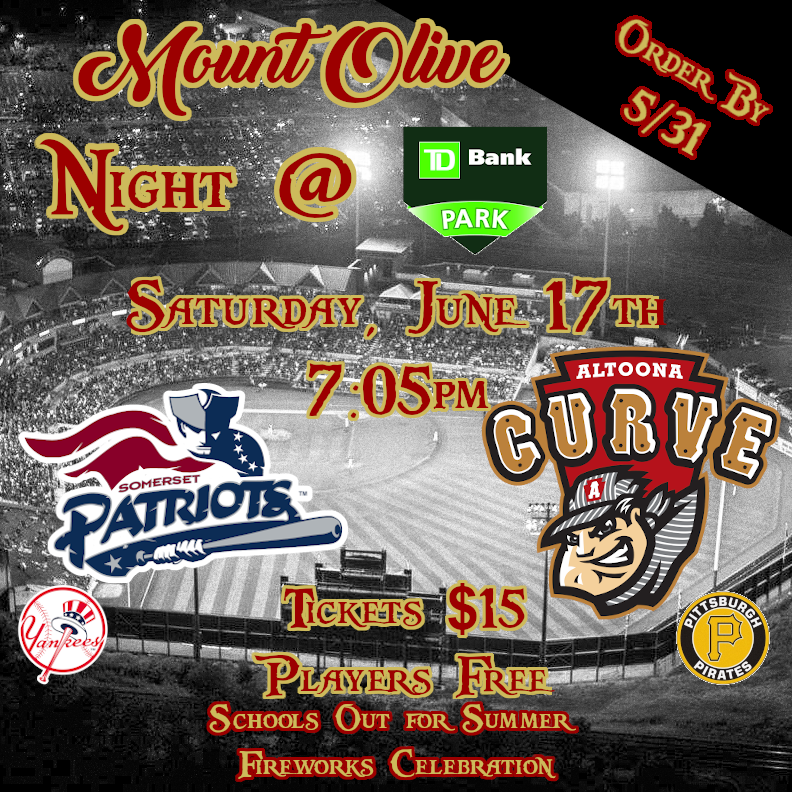 Mount Olive
Order By
5/31
Night @
TD Bank
PARK
Saturday, June 17th
7:05pm
ALTOONA
CURVE
A
SOMERSET
PATRIOTS™
Tickets $15
Yankees
PITTSBURGH
P
PIRATES
Players Free
Schools Out for Summer
Fireworks Celebration